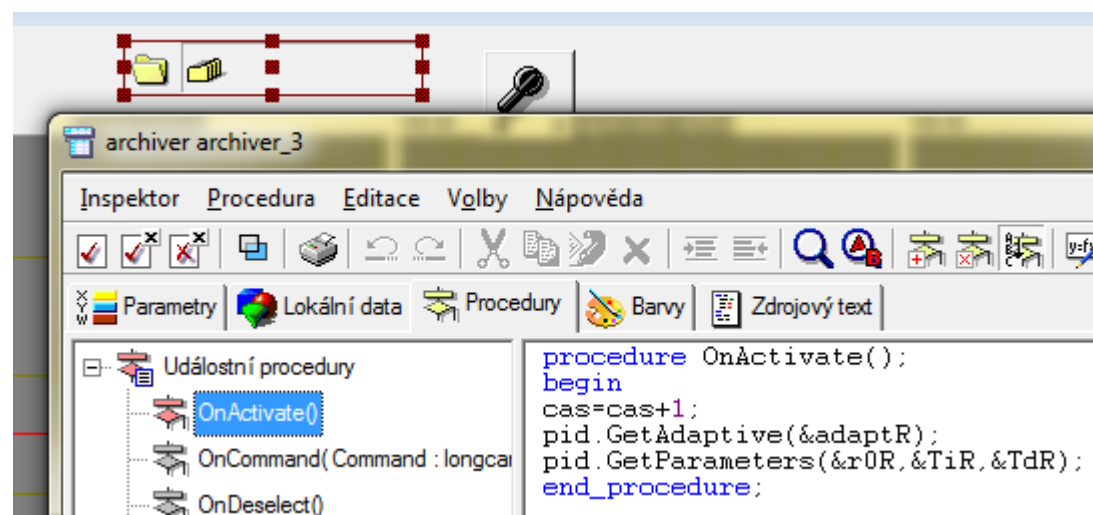 archiver archiver_3
Inspektor Procedura Editace Volby Nápověda
y=f
X Y W Parametry Lokální data Procedury Barvy Zdrojový text
Událostní procedury
OnActivate()
OnCommand( Command : longcar
OnDeselect()
procedure OnActivate();
begin
cas=cas+1;
pid.GetAdaptive(&adaptR);
pid.GetParameters(&r0R,&TiR,&TdR);
end_procedure;